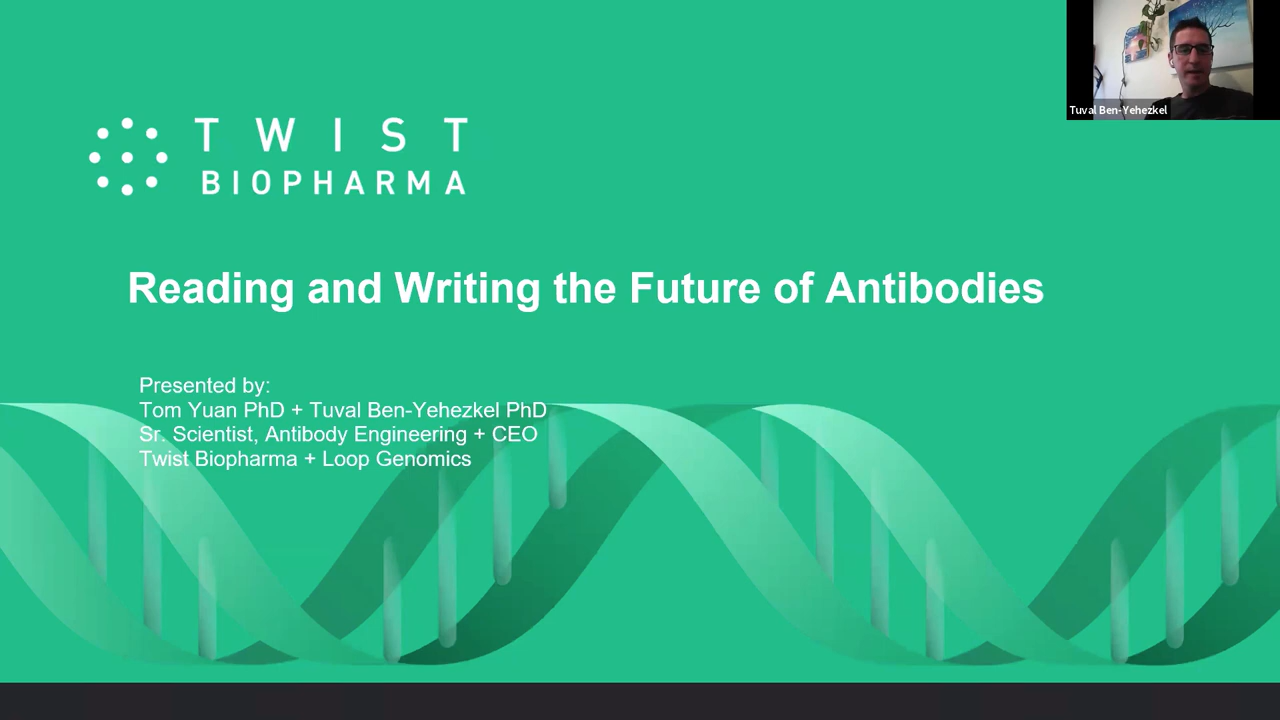 Tuval Ben-Yehezkel
TWIST
BIOPHARMA
Reading and Writing the Future of Antibodies
Presented by:
Tom Yuan PhD + Tuval Ben-Yehezkel PhD
Sr. Scientist, Antibody Engineering + CEO
Twist Biopharma + Loop Genomics